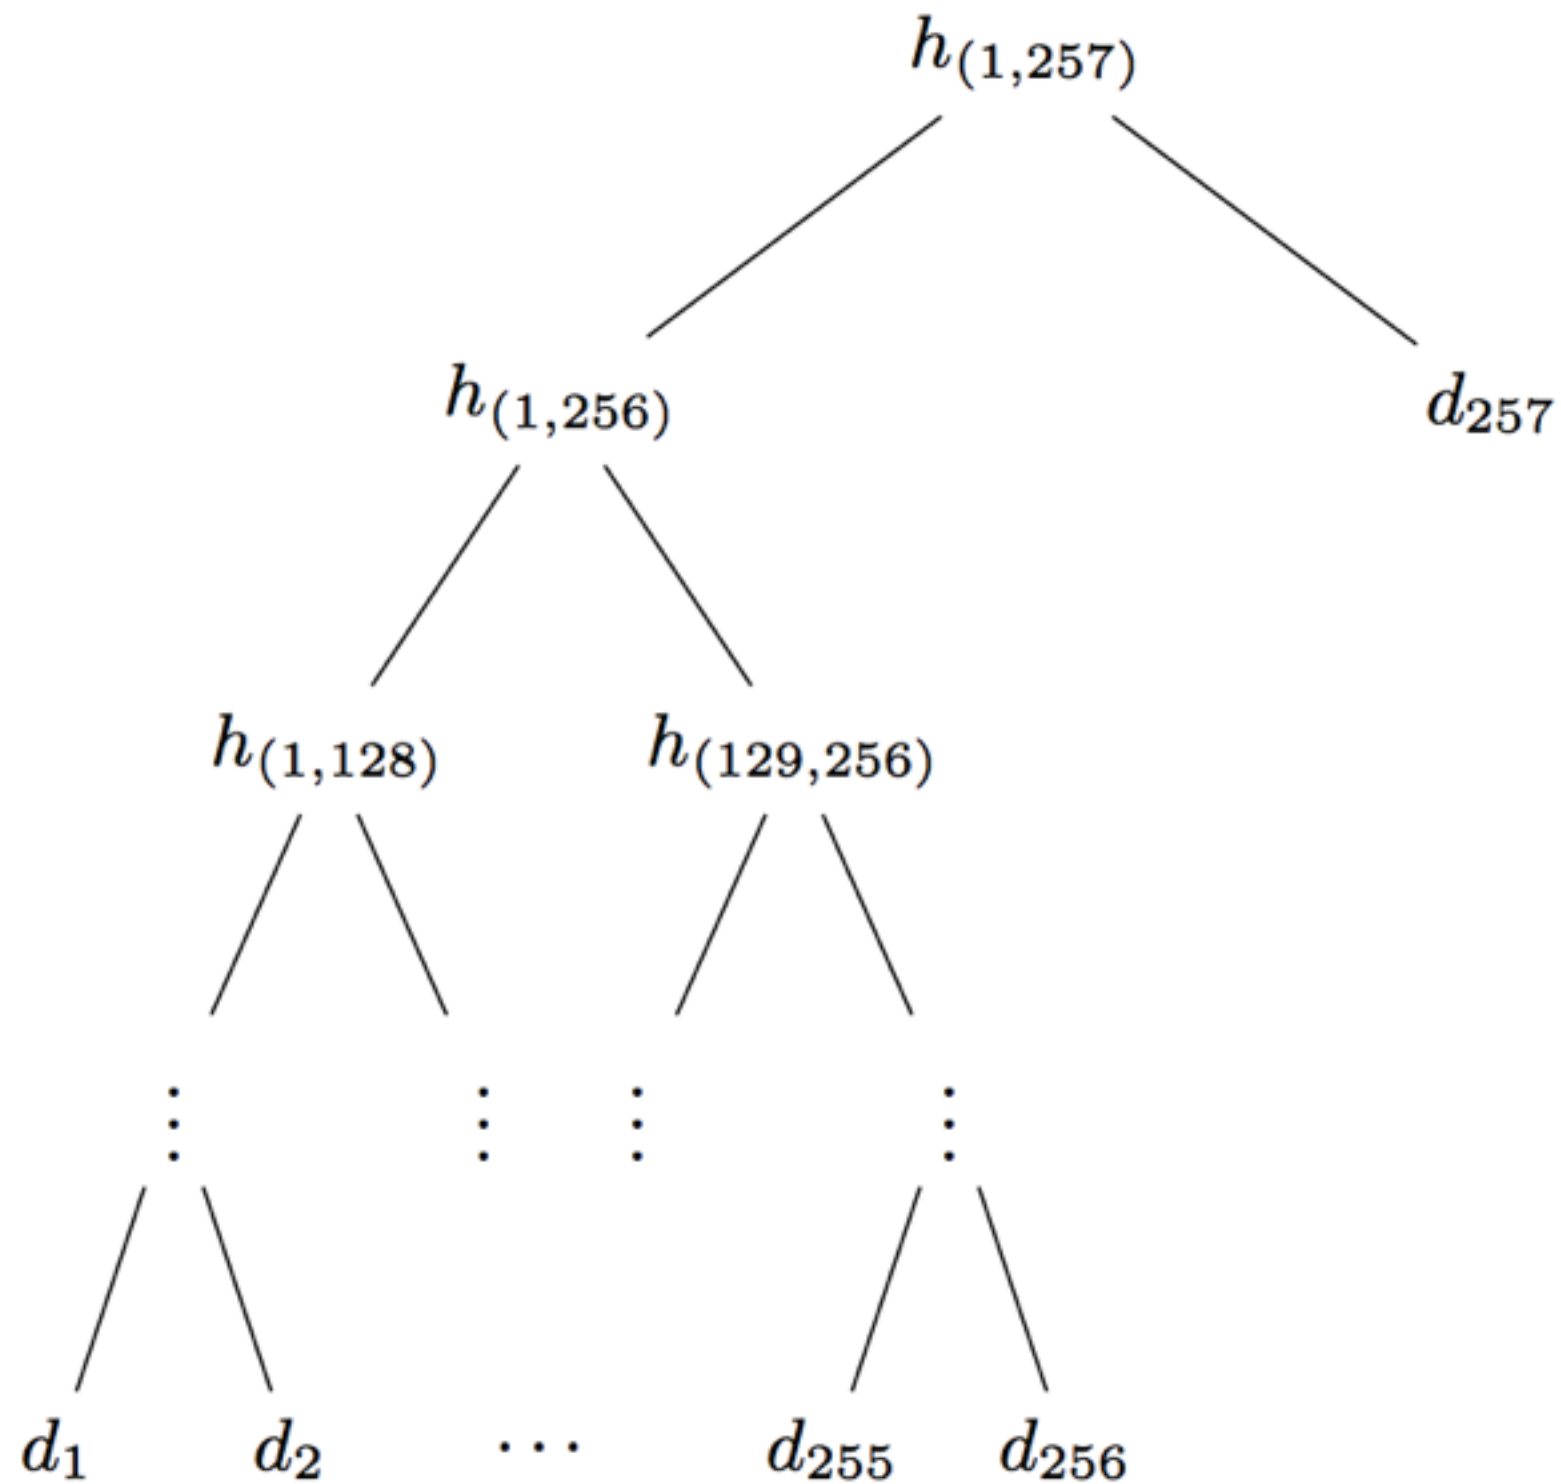 h(1,257)
h(1,256) d257
h(1,128) h(129,256)
⋮ ⋮ ⋮ ⋮
d1 d2 ⋯ d255 d256